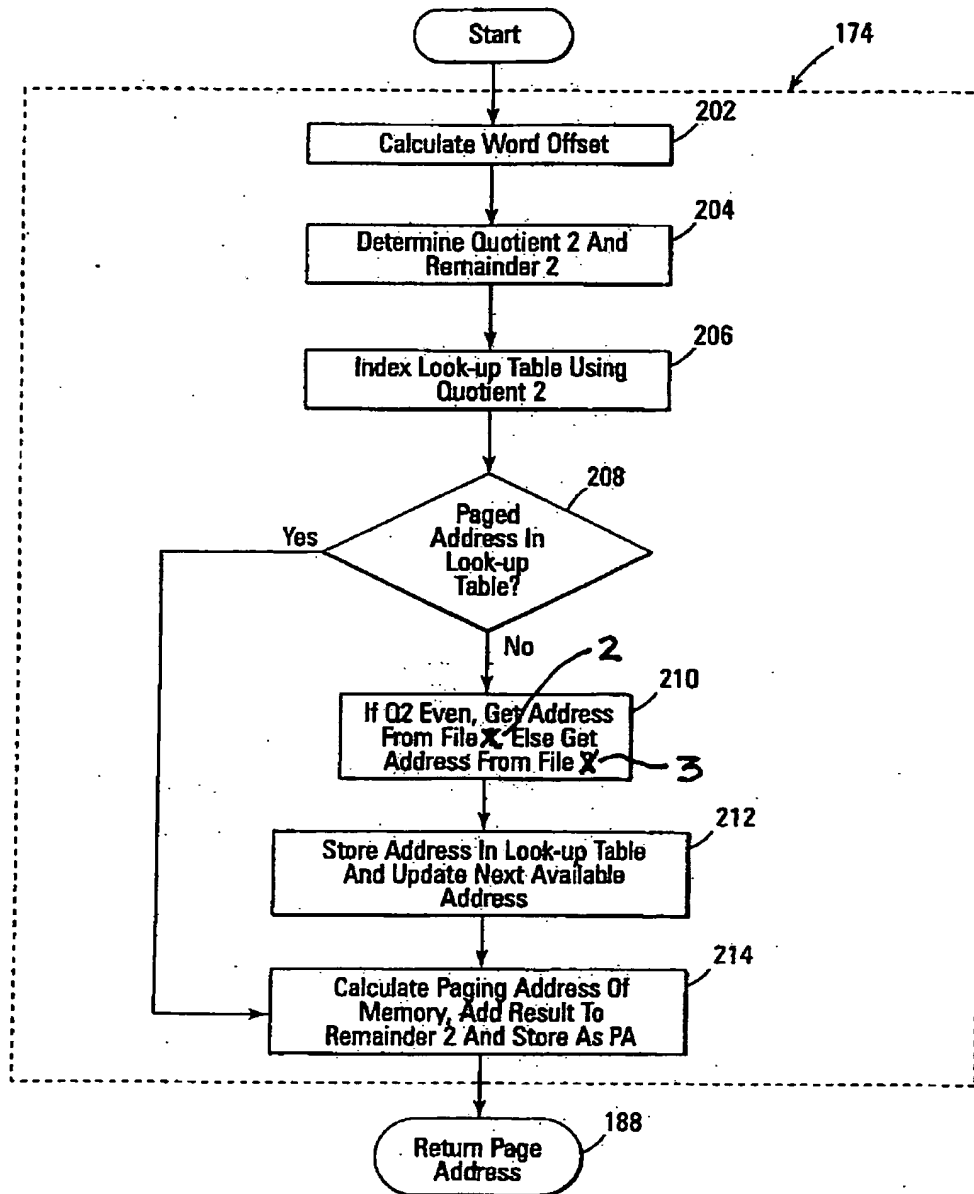 Start
174
202
Calculate Word Offset
204
Determine Quotient 2 And
Remainder 2
206
Index Look-up Table Using
Quotient 2
208
Paged
Address In
Look-up
Table?
Yes
No
2
210
If Q2 Even, Get Address
From File Else Get
Address From File
3
212
Store Address In Look-up Table
And Update Next Available
Address
214
Calculate Paging Address Of
Memory, Add Result To
Remainder 2 And Store As PA
188
Return Page
Address